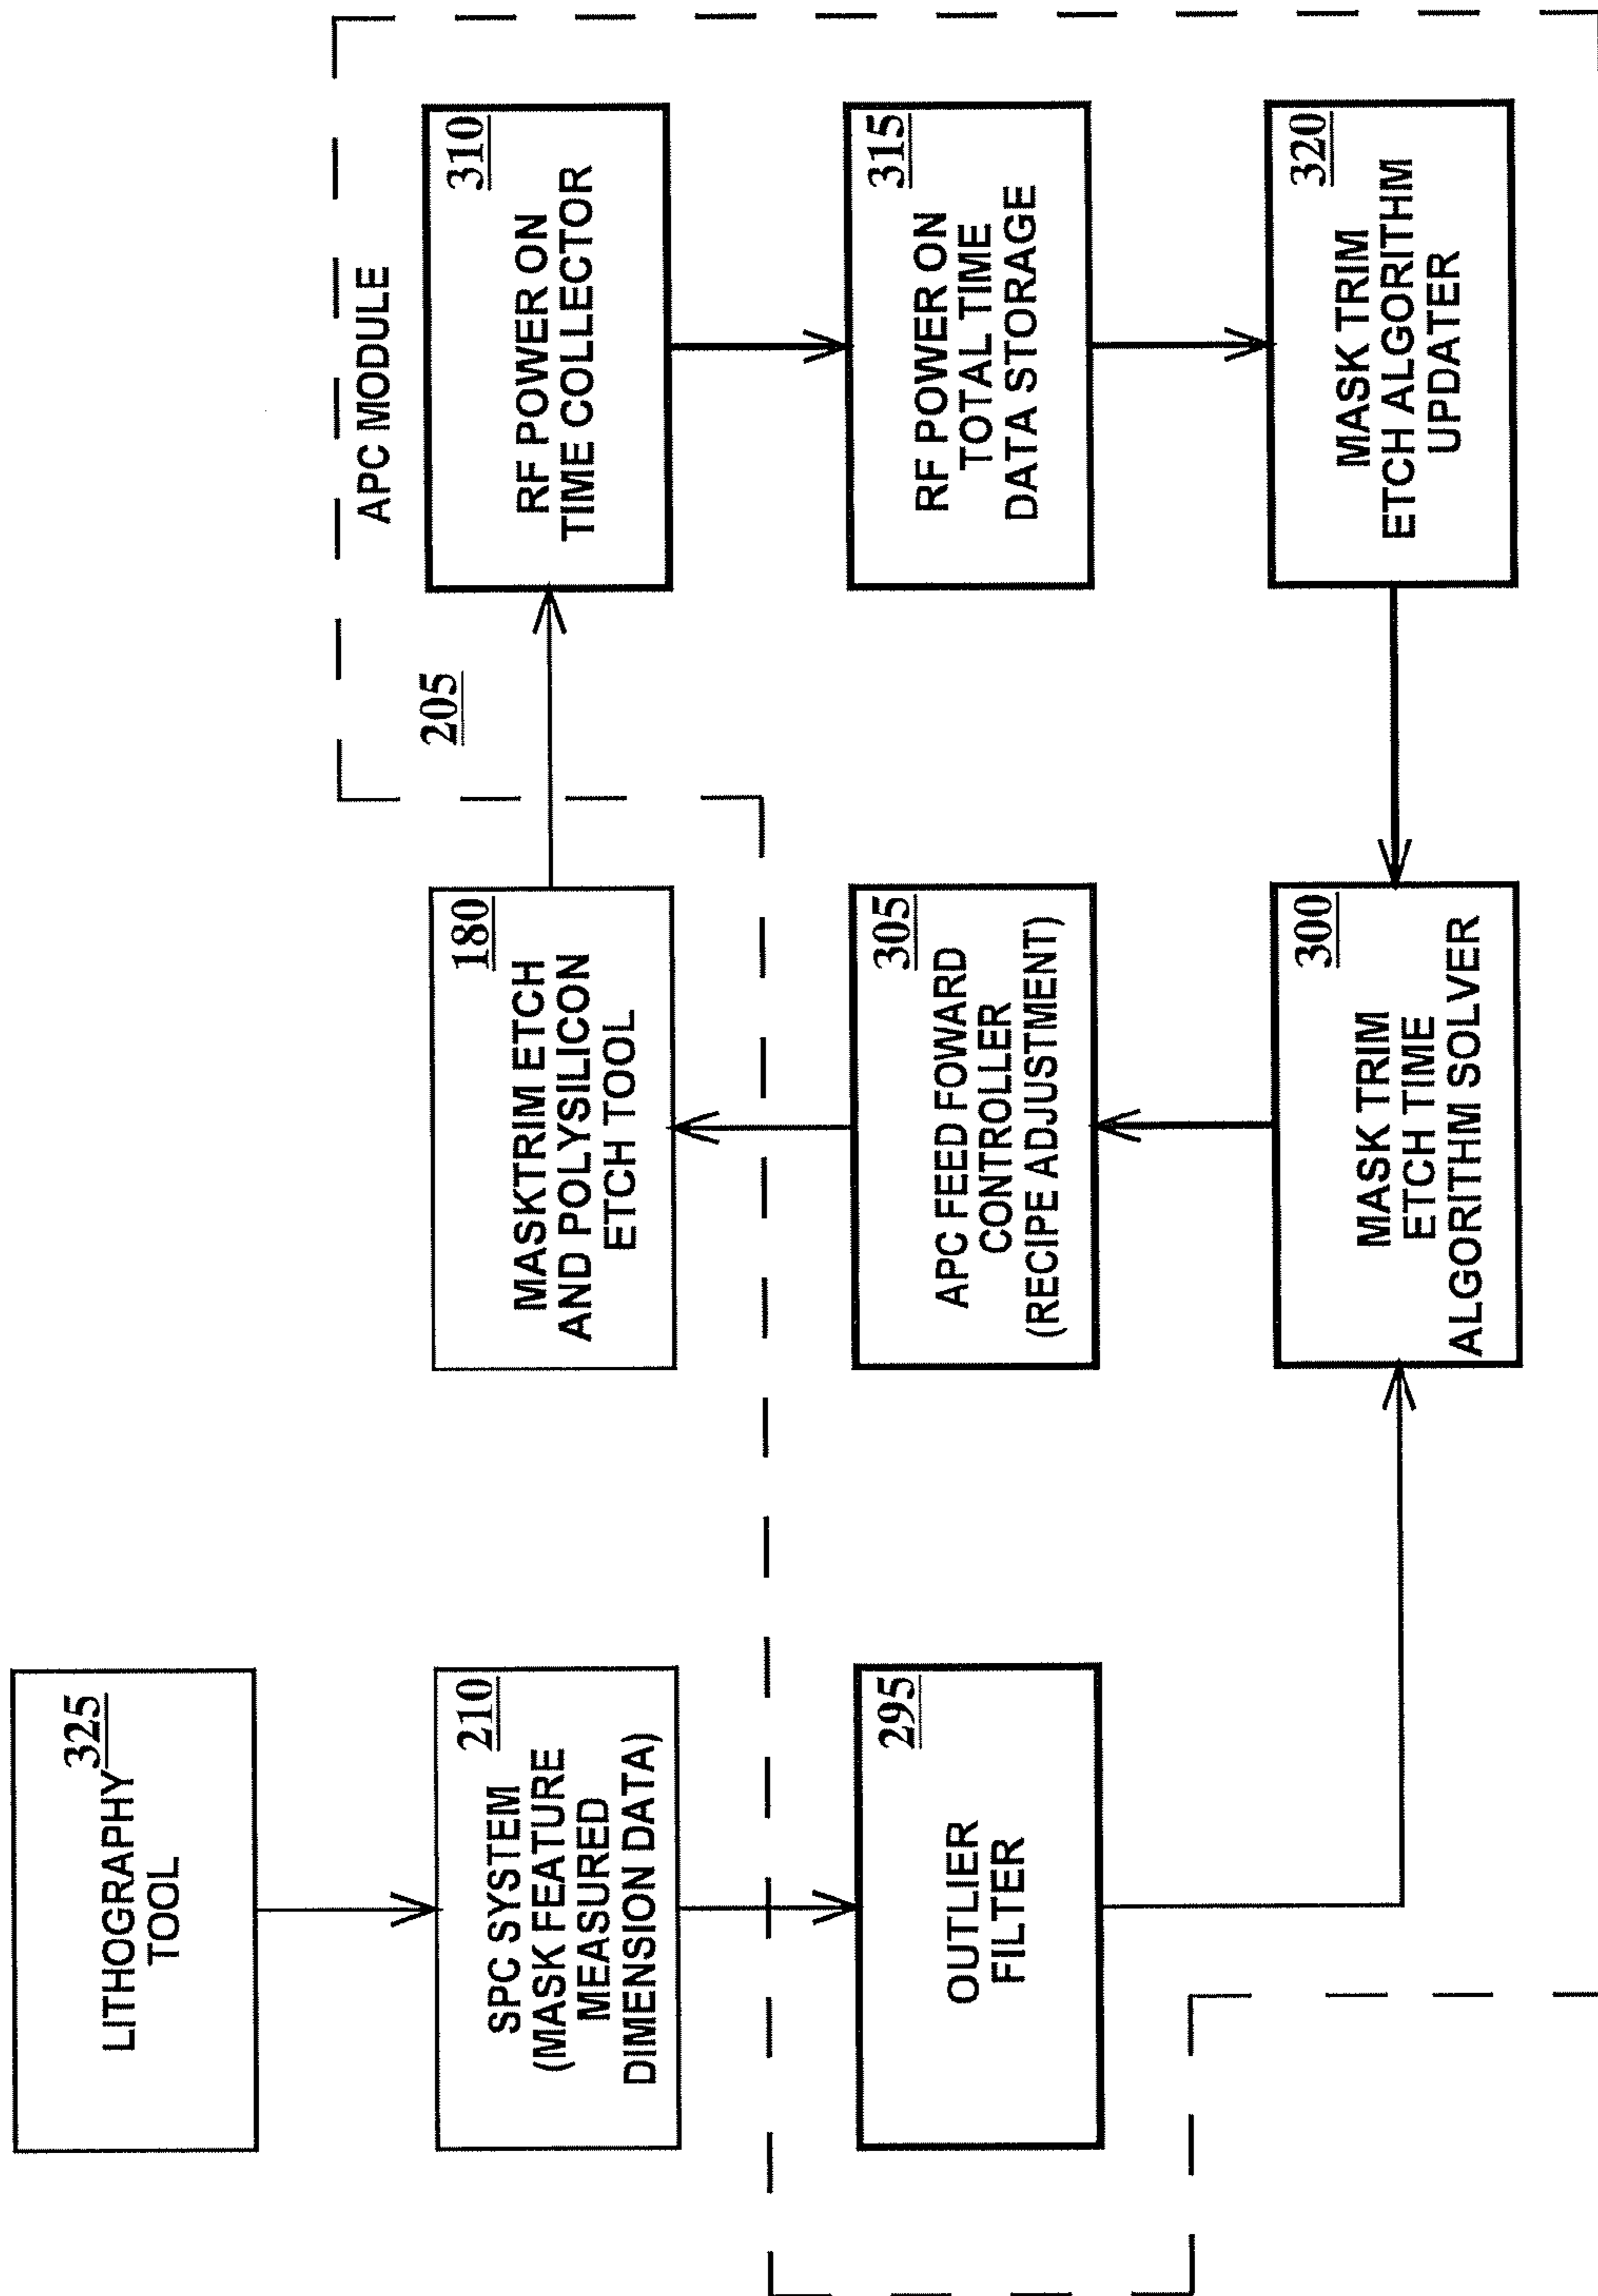 LITHOGRAPHY
TOOL
325
SPC SYSTEM
(MASK FEATURE
MEASURED
DIMENSION DATA)
210
OUTLIER
FILTER
295
MASKTRIM ETCH
AND POLYSILICON
ETCH TOOL
180
APC FEED FOWARD
CONTROLLER
(RECIPE ADJUSTMENT)
305
MASK TRIM
ETCH TIME
ALGORITHM SOLVER
300
APC MODULE
205
RF POWER ON
TIME COLLECTOR
310
RF POWER ON
TOTAL TIME
DATA STORAGE
315
MASK TRIM
ETCH ALGORITHM
UPDATER
320